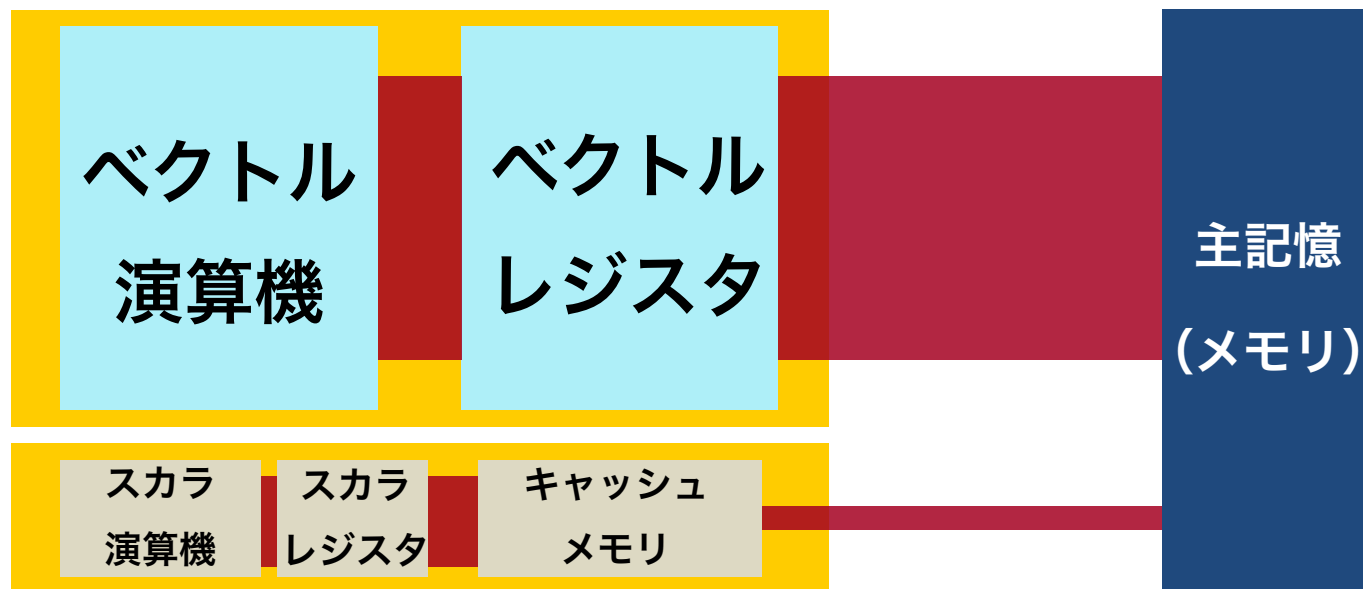 ベクトル
演算機
ベクトル
レジスタ
主記憶
（メモリ）
スカラ
演算機
スカラ
レジスタ
キャッシュ
メモリ